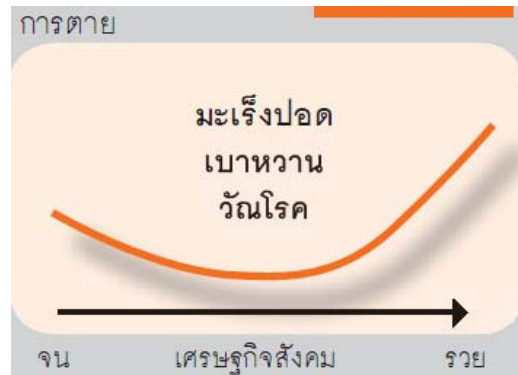 การตาย
มะเร็งปอด
เบาหวาน
วัณโรค
จน เศรษฐกิจสังคม รวย